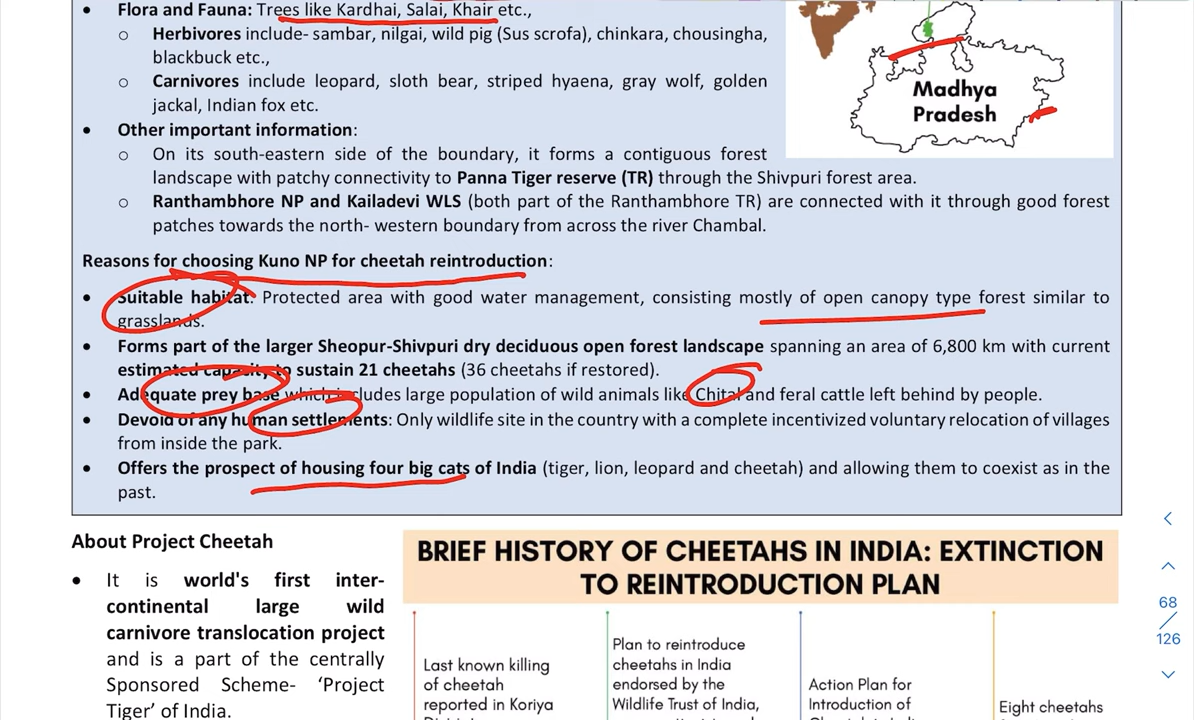 • Flora and Fauna: Trees like Kardhai, Salai, Khair etc.,
o Herbivores include- sambar, nilgai, wild pig (Sus scrofa), chinkara, chousingha,
blackbuck etc.,
o Carnivores include leopard, sloth bear, striped hyaena, gray wolf, golden
jackal, Indian fox etc.
Madhya
Pradesh
• Other important information:
o On its south-eastern side of the boundary, it forms a contiguous forest
landscape with patchy connectivity to Panna Tiger reserve (TR) through the Shivpuri forest area.
o Ranthambhore NP and Kailadevi WLS (both part of the Ranthambhore TR) are connected with it through good forest
patches towards the north- western boundary from across the river Chambal.
Reasons for choosing Kuno NP for cheetah reintroduction:
• Suitable habitat: Protected area with good water management, consisting mostly of open canopy type forest similar to
grasslands.
• Forms part of the larger Sheopur-Shivpuri dry deciduous open forest landscape spanning an area of 6,800 km with current
estimated capacity to sustain 21 cheetahs (36 cheetahs if restored).
• Adequate prey base which includes large population of wild animals like Chital and feral cattle left behind by people.
• Devoid of any human settlements: Only wildlife site in the country with a complete incentivized voluntary relocation of villages
from inside the park.
• Offers the prospect of housing four big cats of India (tiger, lion, leopard and cheetah) and allowing them to coexist as in the
past.
About Project Cheetah
• It is world's first inter-
continental large wild
carnivore translocation project
and is a part of the centrally
Sponsored Scheme- 'Project
Tiger' of India.
BRIEF HISTORY OF CHEETAHS IN INDIA: EXTINCTION
TO REINTRODUCTION PLAN
Last known killing
of cheetah
reported in Koriya
Plan to reintroduce
cheetahs in India
endorsed by the
Wildlife Trust of India,
Action Plan for
Introduction of
Eight cheetahs
68
126